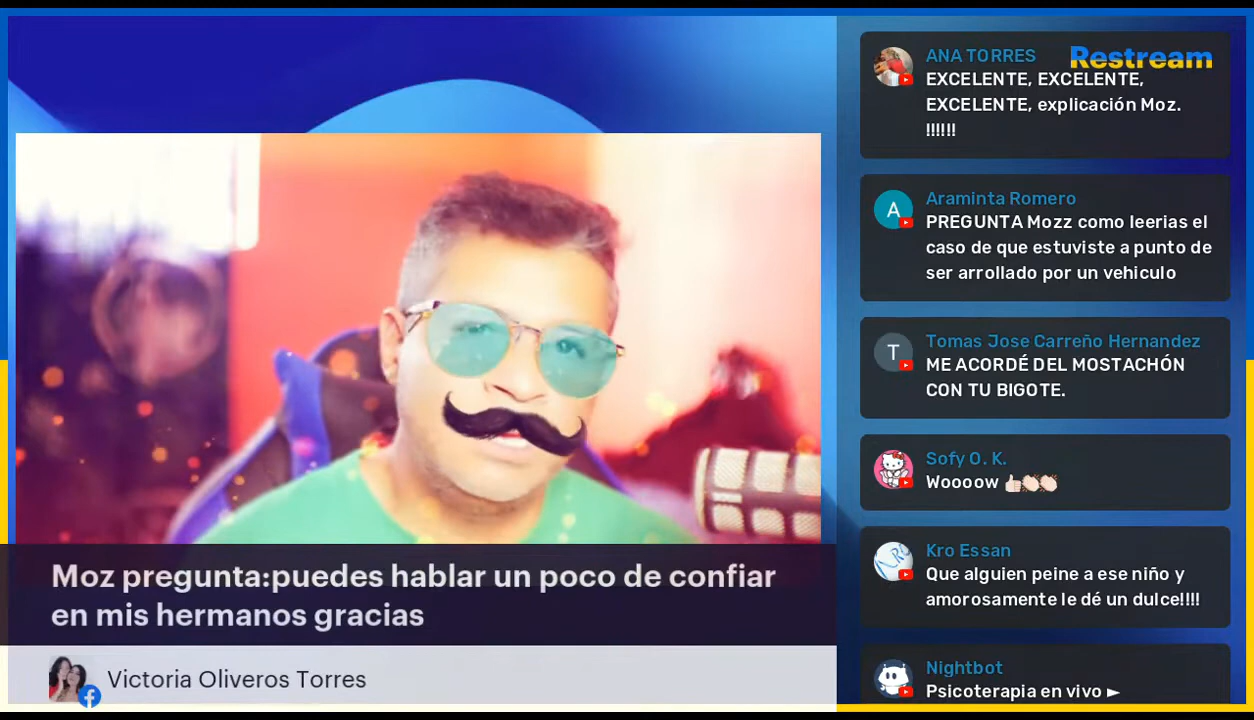 Restream
ANA TORRES
EXCELENTE, EXCELENTE,
EXCELENTE, explicación Moz.
!!!!!!
A
Araminta Romero
PREGUNTA Mozz como leerias el
caso de que estuviste a punto de
ser arrollado por un vehiculo
T
Tomas Jose Carreño Hernandez
ME ACORDÉ DEL MOSTACHÓN
CON TU BIGOTE.
Sofy O. K.
Woooow 👍🏻👏🏻👏🏻
Kro Essan
Que alguien peine a ese niño y
amorosamente le dé un dulce!!!!
Nightbot
Psicoterapia en vivo ►
Moz pregunta:puedes hablar un poco de confiar
en mis hermanos gracias
Victoria Oliveros Torres